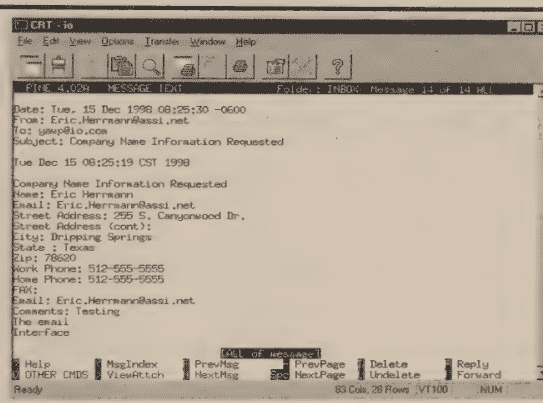 CRT - io
File Edit View Options Transfer Window Help
PINE 4.02A MESSAGE TEXT Folder: INBOX Message 14 of 14 ALL
Date: Tue, 15 Dec 1998 08:25:30 -0600
From: Eric.Herrmann@assi.net
To: yawp@io.com
Subject: Company Name Information Requested
Tue Dec 15 08:25:19 CST 1998
Company Name Information Requested
Name: Eric Herrmann
Email: Eric.Herrmann@assi.net
Street Address: 255 S. Canyonwood Dr.
Street Address (cont):
City: Dripping Springs
State : Texas
Zip: 78620
Work Phone: 512-555-5555
Home Phone: 512-555-5555
FAX:
Email: Eric.Herrmann@assi.net
Comments: Testing
The email
Interface
[ALL of message]
? Help MsgIndex P PrevMsg PrevPage D Delete R Reply
O OTHER CMDS ViewAttch N NextMsg Spc NextPage U Undelete F Forward
Ready 83 Cols, 28 Rows VT100 NUM